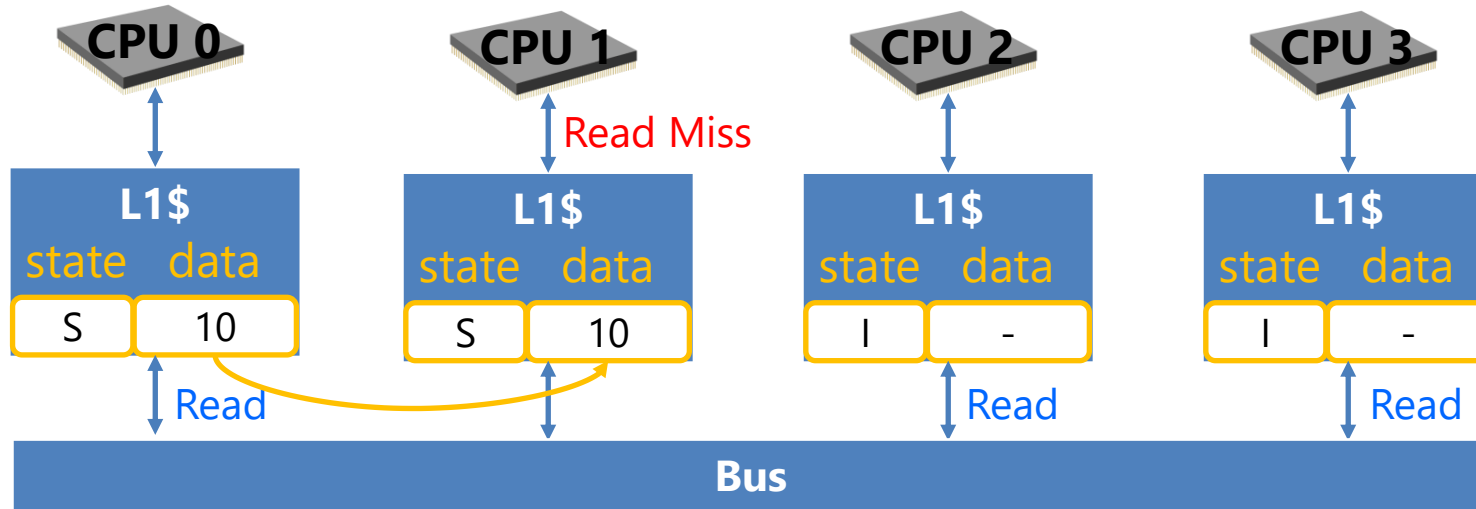 CPU 0 CPU 1 CPU 2 CPU 3
Read Miss
L1$ L1$ L1$ L1$
state data state data state data state data
S 10 S 10 I - I -
Read Read Read
Bus